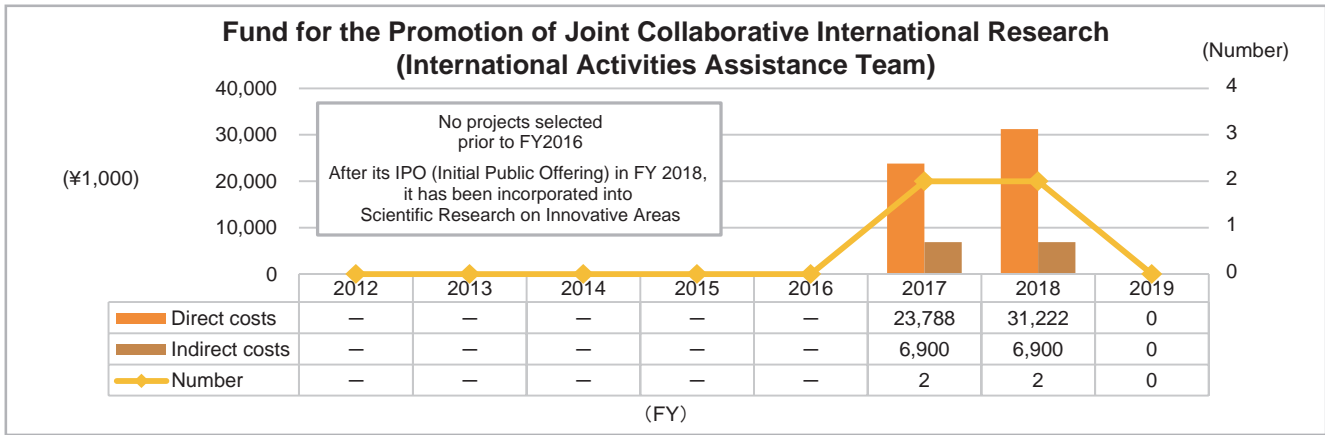 Fund for the Promotion of Joint Collaborative International Research
(International Activities Assistance Team)
(Number)
(¥1,000)
40,000
30,000
20,000
10,000
0
4
3
2
1
0
No projects selected
prior to FY2016
After its IPO (Initial Public Offering) in FY 2018,
it has been incorporated into
Scientific Research on Innovative Areas
2012 2013 2014 2015 2016 2017 2018 2019
Direct costs － － － － － 23,788 31,222 0
Indirect costs － － － － － 6,900 6,900 0
Number － － － － － 2 2 0
（FY）